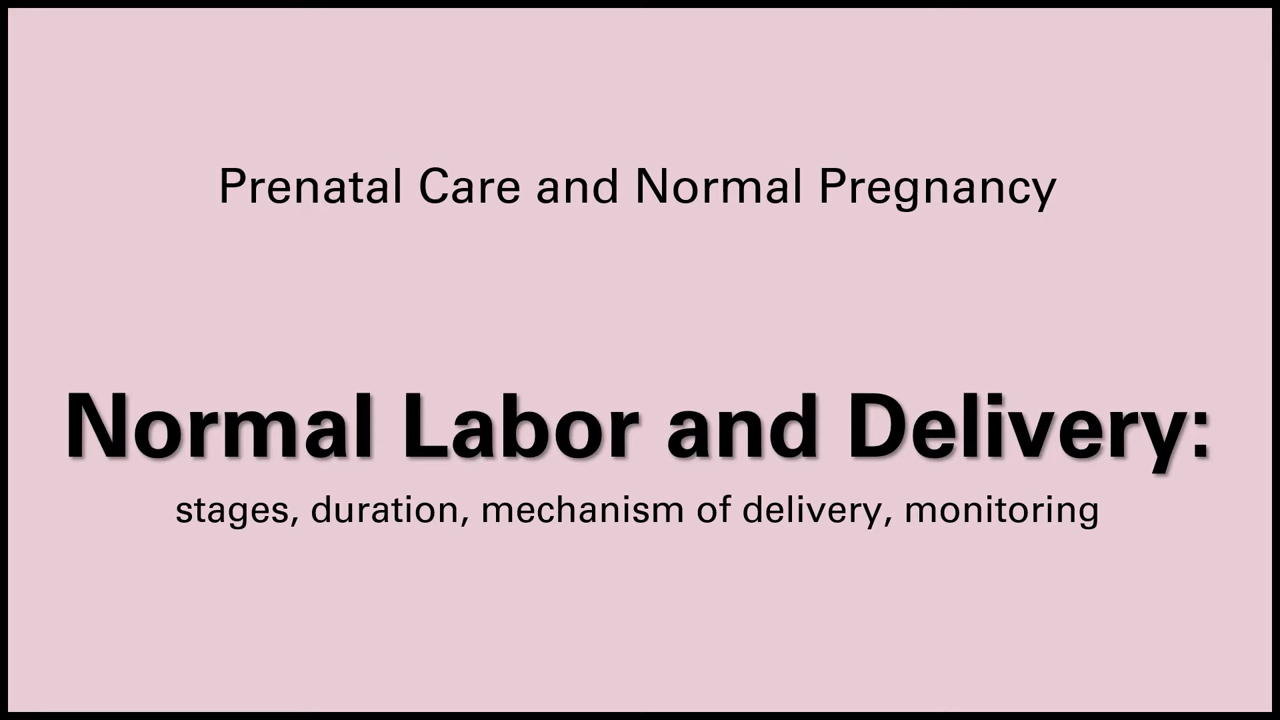 Prenatal Care and Normal Pregnancy
Normal Labor and Delivery:
stages, duration, mechanism of delivery, monitoring